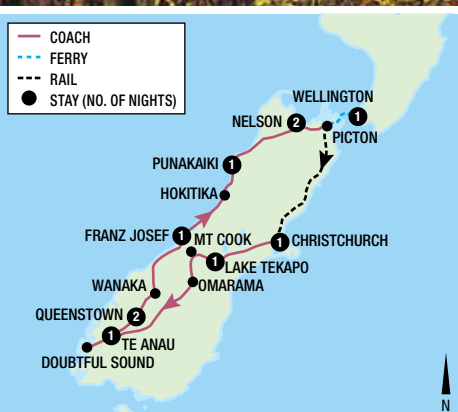 COACH
FERRY
RAIL
STAY (NO. OF NIGHTS)
WELLINGTON
1
NELSON 2
PICTON
PUNAKAIKI 1
HOKITIKA
FRANZ JOSEF 1
MT COOK
1 CHRISTCHURCH
1 LAKE TEKAPO
OMARAMA
WANAKA
QUEENSTOWN 2
1 TE ANAU
DOUBTFUL SOUND
N